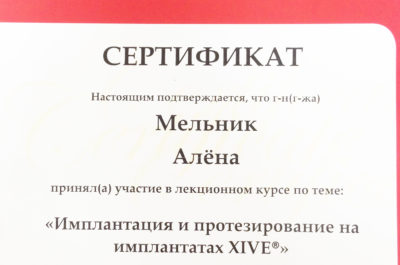 СЕРТИФИКАТ
Настоящим подтверждается, что г-н(г-жа)
Мельник
Алёна
принял(а) участие в лекционном курсе по теме:
«Имплантация и протезирование на
имплантатах XIVE®»